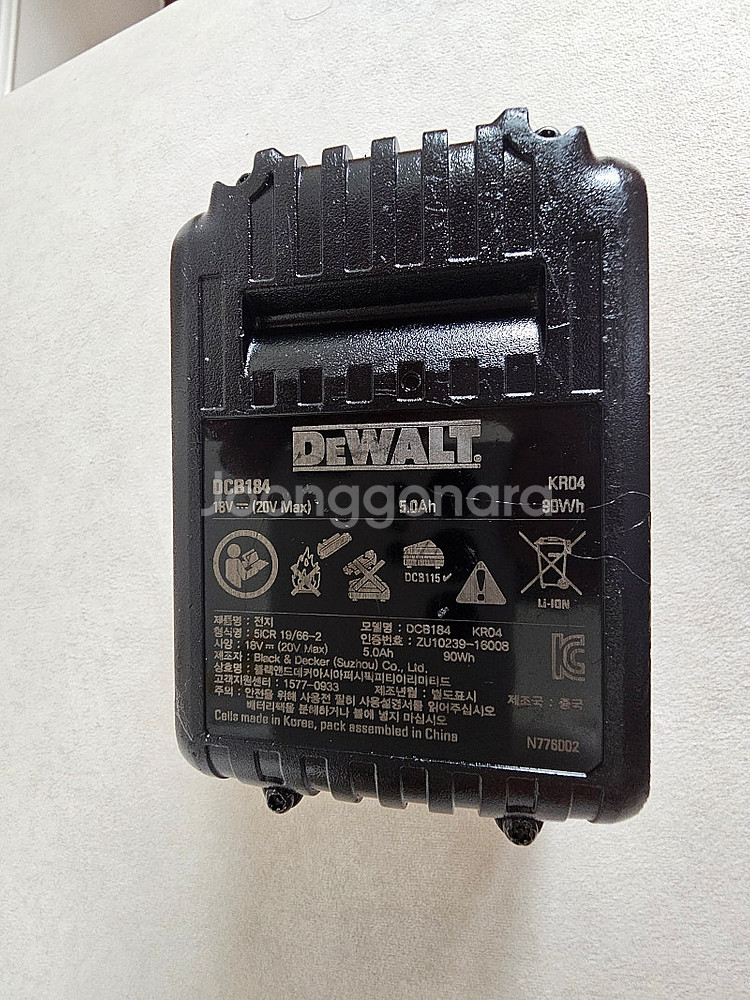 DEWALT
DCB184 KR04
18V ⎓ (20V Max) 5.0Ah 90Wh
Joonggonara
DCB115✔
Li-ION
제품명 : 전지 모델명 : DCB184 KR04
형식명 : 5ICR 19/66-2 인증번호 : ZU10239-16008
사양 : 18V ⎓ (20V Max) 5.0Ah 90Wh
제조자 : Black & Decker (Suzhou) Co., Ltd.
상호명 : 블랙앤드데커아시아퍼시픽피티이리미티드
고객지원센터 : 1577-0933 제조년월 : 별도표시
주의 : 안전을 위해 사용전 필히 사용설명서를 읽어주십시오 제조국 : 중국
배터리팩을 분해하거나 불에 넣지 마십시오
Cells made in Korea, pack assembled in China
N776002